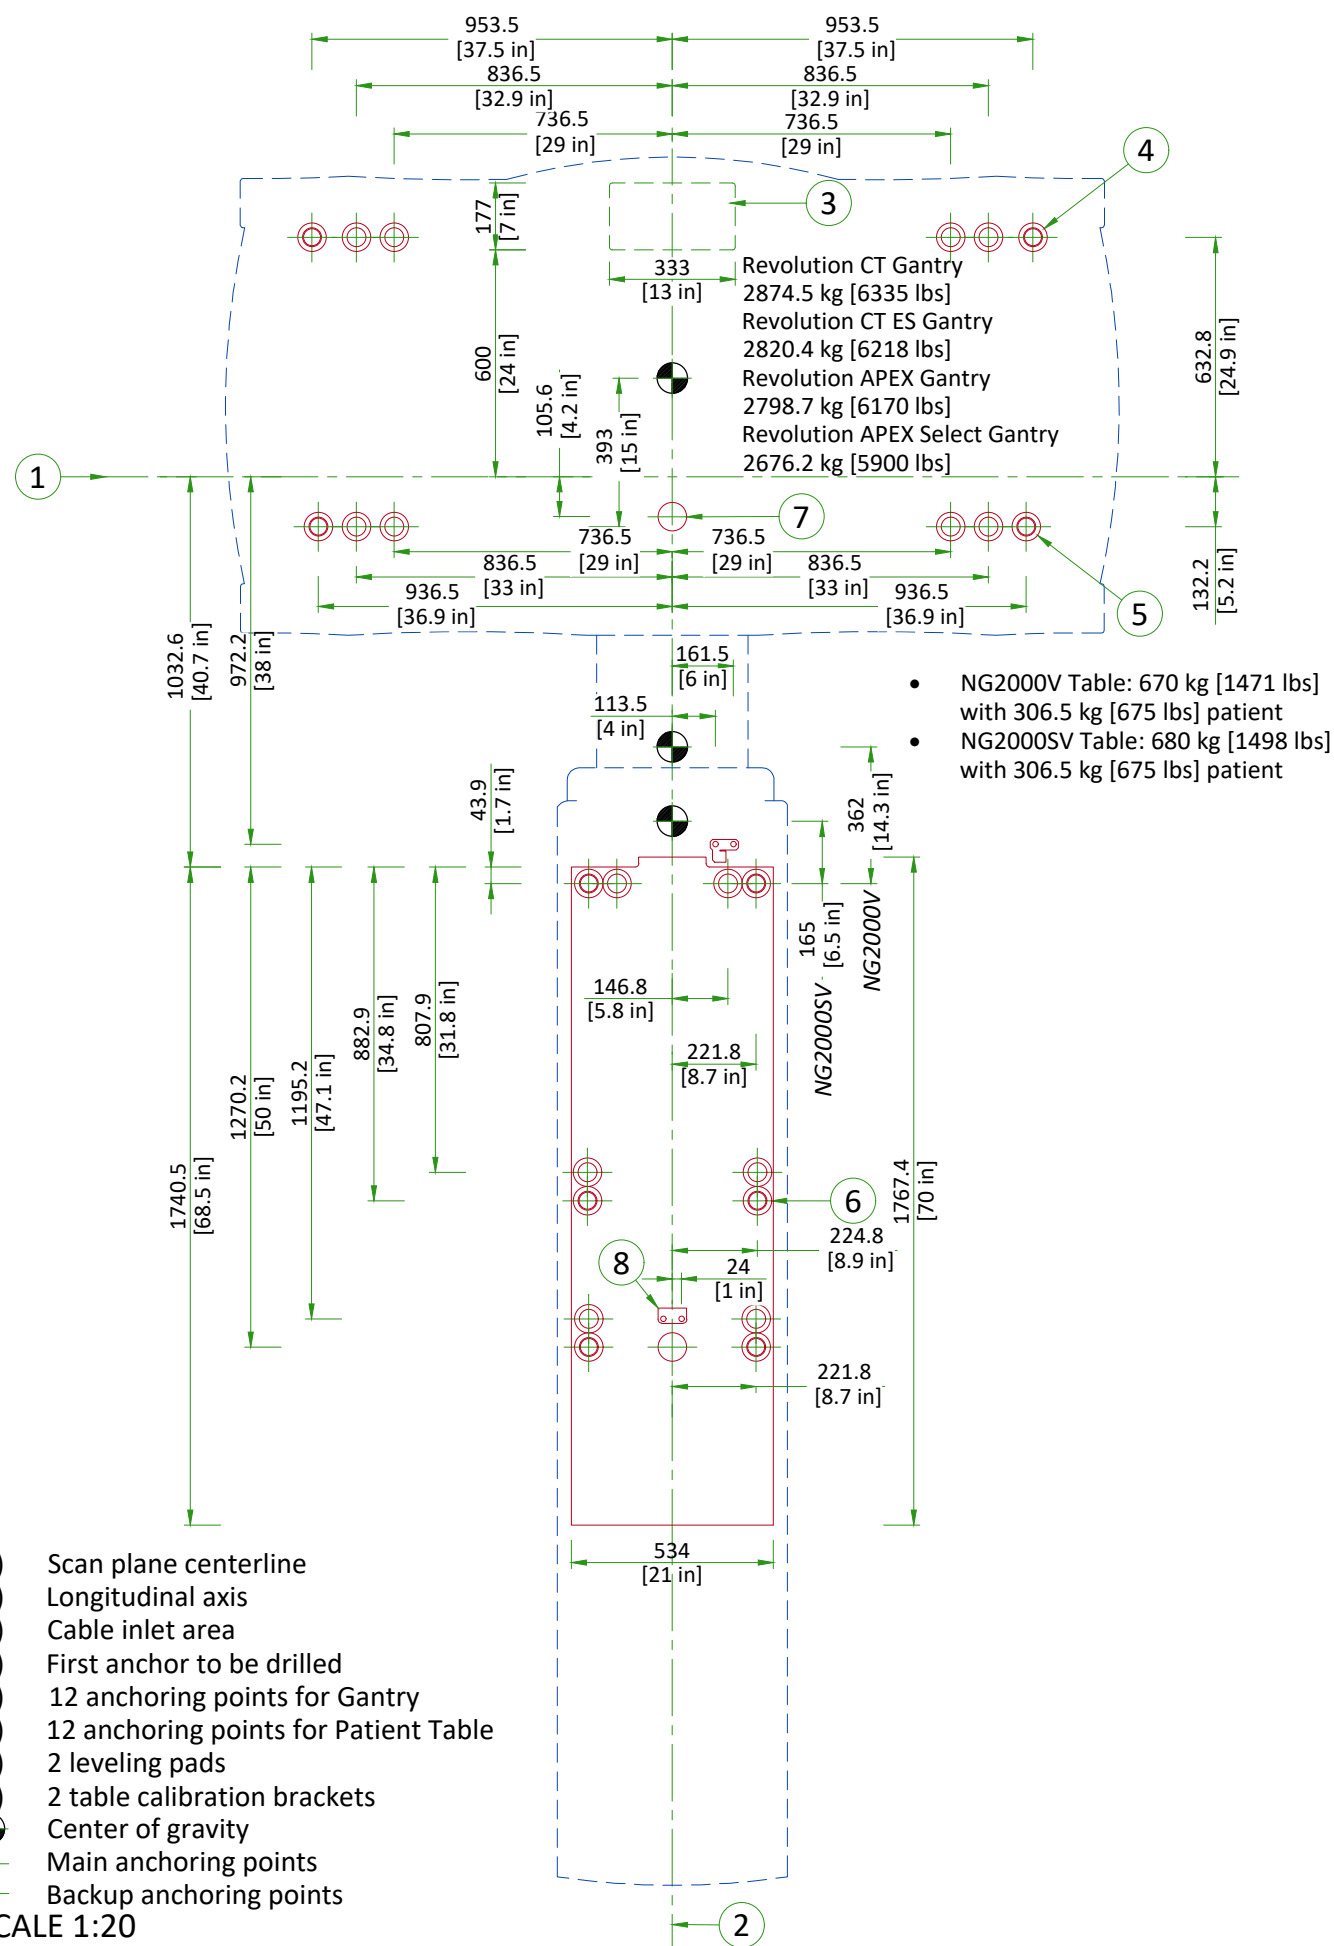 953.5
[37.5 in]
953.5
[37.5 in]
836.5
[32.9 in]
836.5
[32.9 in]
736.5
[29 in]
736.5
[29 in]
4
3
177
[7 in]
333
[13 in]
Revolution CT Gantry
2874.5 kg [6335 lbs]
Revolution CT ES Gantry
2820.4 kg [6218 lbs]
Revolution APEX Gantry
2798.7 kg [6170 lbs]
Revolution APEX Select Gantry
2676.2 kg [5900 lbs]
600
[24 in]
105.6
[4.2 in]
393
[15 in]
632.8
[24.9 in]
1
7
736.5
[29 in]
736.5
[29 in]
836.5
[33 in]
836.5
[33 in]
936.5
[36.9 in]
936.5
[36.9 in]
5
132.2
[5.2 in]
1032.6
[40.7 in]
972.2
[38 in]
161.5
[6 in]
113.5
[4 in]
• NG2000V Table: 670 kg [1471 lbs]
with 306.5 kg [675 lbs] patient
• NG2000SV Table: 680 kg [1498 lbs]
with 306.5 kg [675 lbs] patient
43.9
[1.7 in]
362
[14.3 in]
NG2000V
165
[6.5 in]
NG2000SV
146.8
[5.8 in]
221.8
[8.7 in]
807.9
[31.8 in]
882.9
[34.8 in]
1195.2
[47.1 in]
1270.2
[50 in]
1740.5
[68.5 in]
1767.4
[70 in]
6
224.8
[8.9 in]
8
24
[1 in]
221.8
[8.7 in]
534
[21 in]
) Scan plane centerline
) Longitudinal axis
) Cable inlet area
) First anchor to be drilled
) 12 anchoring points for Gantry
) 12 anchoring points for Patient Table
) 2 leveling pads
) 2 table calibration brackets
Center of gravity
Main anchoring points
Backup anchoring points
CALE 1:20
2